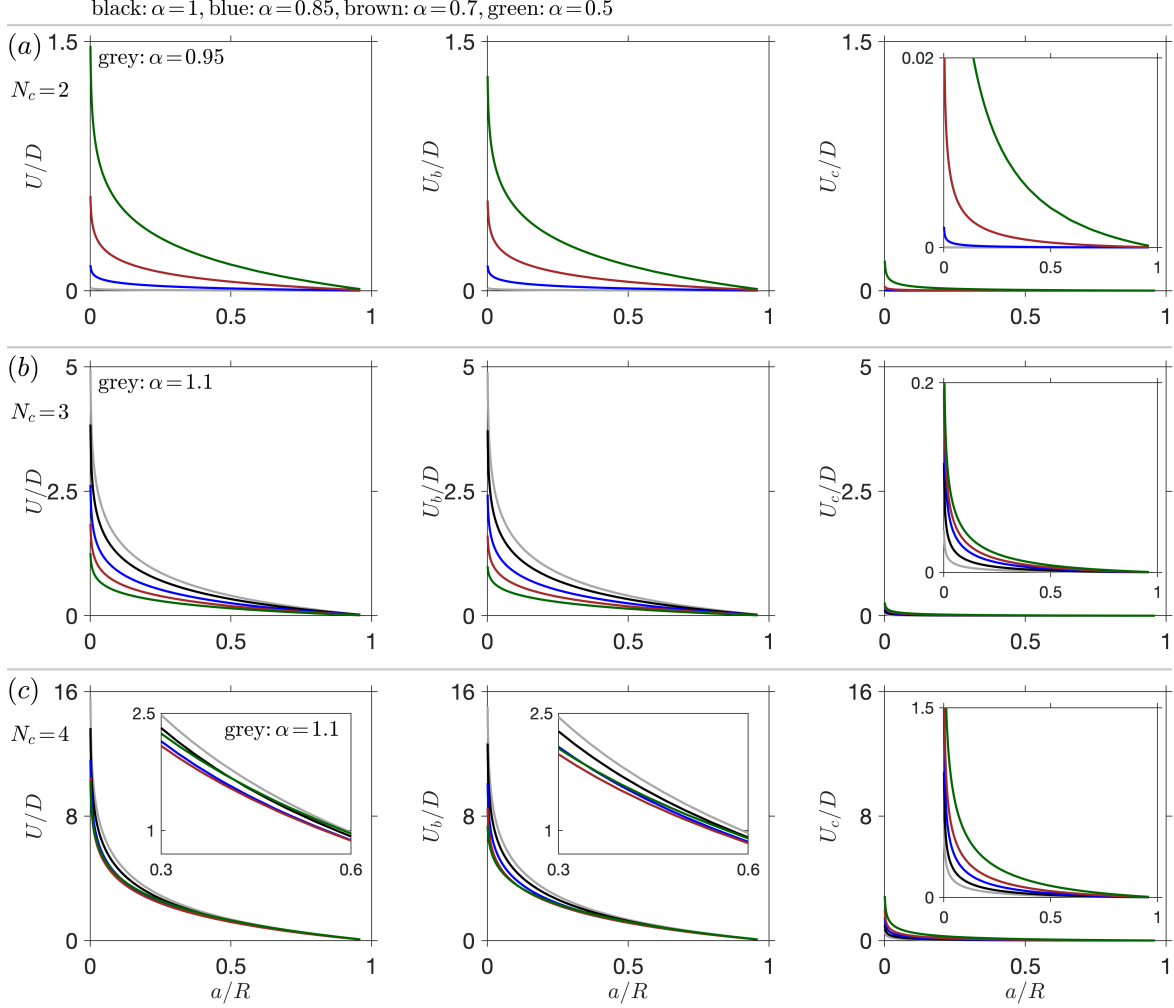 black: α=1, blue: α=0.85, brown: α=0.7, green: α=0.5
(a)
N_c=2
grey: α=0.95
U/D
1.5
0
0 0.5 1
U_b/D
1.5
0
0 0.5 1
U_c/D
1.5
0
0 0.5 1
0.02
0
0 0.5 1
(b)
N_c=3
grey: α=1.1
U/D
5
2.5
0
0 0.5 1
U_b/D
5
2.5
0
0 0.5 1
U_c/D
5
2.5
0
0 0.5 1
0.2
0
0 0.5 1
(c)
N_c=4
grey: α=1.1
U/D
16
8
0
0 0.5 1
a/R
2.5
1
0.3 0.6
U_b/D
16
8
0
0 0.5 1
a/R
2.5
1
0.3 0.6
U_c/D
16
8
0
0 0.5 1
a/R
1.5
0
0 0.5 1